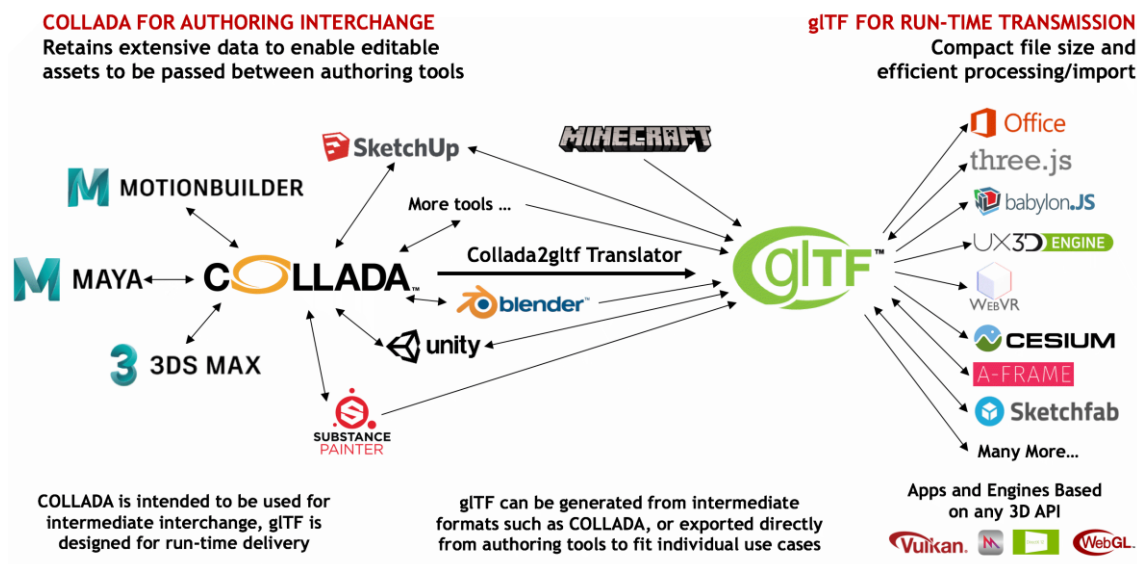 COLLADA FOR AUTHORING INTERCHANGE
Retains extensive data to enable editable
assets to be passed between authoring tools
glTF FOR RUN-TIME TRANSMISSION
Compact file size and
efficient processing/import
SketchUp
MINECRAFT
MOTIONBUILDER
More tools ...
MAYA
COLLADA™
Collada2gltf Translator
glTF™
blender™
3DS MAX
unity
SUBSTANCE
PAINTER
Office
three.js
babylon.JS
UX3D ENGINE
WEBVR
CESIUM
A-FRAME
Sketchfab
Many More…
COLLADA is intended to be used for
intermediate interchange, glTF is
designed for run-time delivery
glTF can be generated from intermediate
formats such as COLLADA, or exported directly
from authoring tools to fit individual use cases
Apps and Engines Based
on any 3D API
Vulkan.
WebGL.